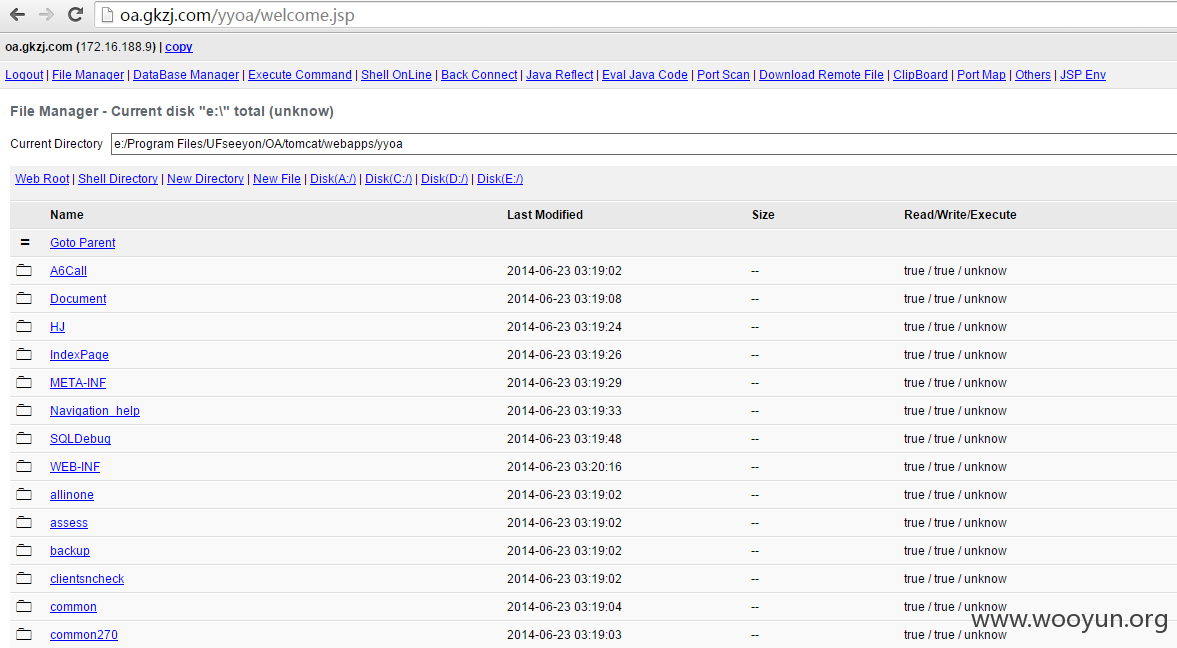 oa.gkzj.com/yyoa/welcome.jsp
oa.gkzj.com (172.16.188.9) | copy
Logout | File Manager | DataBase Manager | Execute Command | Shell OnLine | Back Connect | Java Reflect | Eval Java Code | Port Scan | Download Remote File | ClipBoard | Port Map | Others | JSP Env
File Manager - Current disk "e:\" total (unknow)
Current Directory e:/Program Files/UFseeyon/OA/tomcat/webapps/yyoa
Web Root | Shell Directory | New Directory | New File | Disk(A:/) | Disk(C:/) | Disk(D:/) | Disk(E:/)
Name Last Modified Size Read/Write/Execute
= Goto Parent
A6Call 2014-06-23 03:19:02 -- true / true / unknow
Document 2014-06-23 03:19:08 -- true / true / unknow
HJ 2014-06-23 03:19:24 -- true / true / unknow
IndexPage 2014-06-23 03:19:26 -- true / true / unknow
META-INF 2014-06-23 03:19:29 -- true / true / unknow
Navigation_help 2014-06-23 03:19:33 -- true / true / unknow
SQLDebug 2014-06-23 03:19:48 -- true / true / unknow
WEB-INF 2014-06-23 03:20:16 -- true / true / unknow
allinone 2014-06-23 03:19:02 -- true / true / unknow
assess 2014-06-23 03:19:02 -- true / true / unknow
backup 2014-06-23 03:19:02 -- true / true / unknow
clientsncheck 2014-06-23 03:19:02 -- true / true / unknow
common 2014-06-23 03:19:04 -- true / true / unknow
www.wooyun.org
common270 2014-06-23 03:19:03 -- true / true / unknow